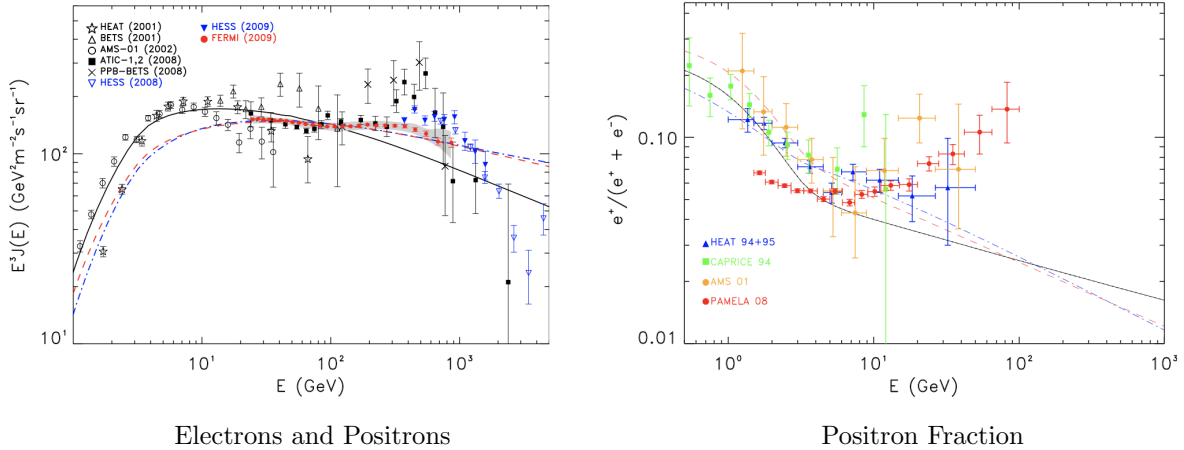 HEAT (2001)
BETS (2001)
AMS-01 (2002)
ATIC-1,2 (2008)
PPB-BETS (2008)
HESS (2008)
HESS (2009)
FERMI (2009)
E³J(E) (GeV²m⁻²s⁻¹sr⁻¹)
10²
10¹
10¹ 10² 10³
E (GeV)
Electrons and Positrons
e⁺/(e⁺ + e⁻)
0.10
0.01
HEAT 94+95
CAPRICE 94
AMS 01
PAMELA 08
10⁰ 10¹ 10² 10³
E (GeV)
Positron Fraction